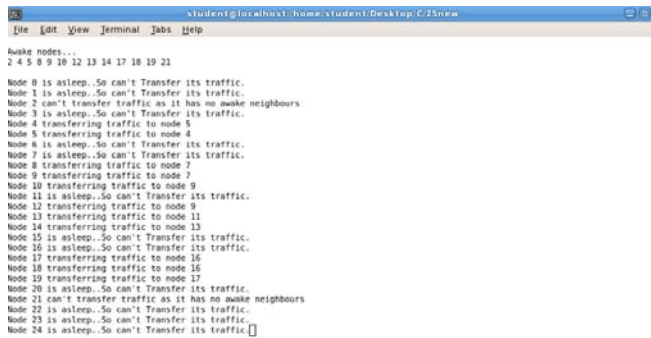 student@localhost:/home/student/Desktop/C/25new
File Edit View Terminal Tabs Help
Awake nodes...
2 4 5 8 9 10 12 13 14 17 18 19 21
Node 0 is asleep..So can't Transfer its traffic.
Node 1 is asleep..So can't Transfer its traffic.
Node 2 can't transfer traffic as it has no awake neighbours
Node 3 is asleep..So can't Transfer its traffic.
Node 4 transferring traffic to node 5
Node 5 transferring traffic to node 4
Node 6 is asleep..So can't Transfer its traffic.
Node 7 is asleep..So can't Transfer its traffic.
Node 8 transferring traffic to node 7
Node 9 transferring traffic to node 7
Node 10 transferring traffic to node 9
Node 11 is asleep..So can't Transfer its traffic.
Node 12 transferring traffic to node 9
Node 13 transferring traffic to node 11
Node 14 transferring traffic to node 13
Node 15 is asleep..So can't Transfer its traffic.
Node 16 is asleep..So can't Transfer its traffic.
Node 17 transferring traffic to node 16
Node 18 transferring traffic to node 16
Node 19 transferring traffic to node 17
Node 20 is asleep..So can't Transfer its traffic.
Node 21 can't transfer traffic as it has no awake neighbours
Node 22 is asleep..So can't Transfer its traffic.
Node 23 is asleep..So can't Transfer its traffic.
Node 24 is asleep..So can't Transfer its traffic.